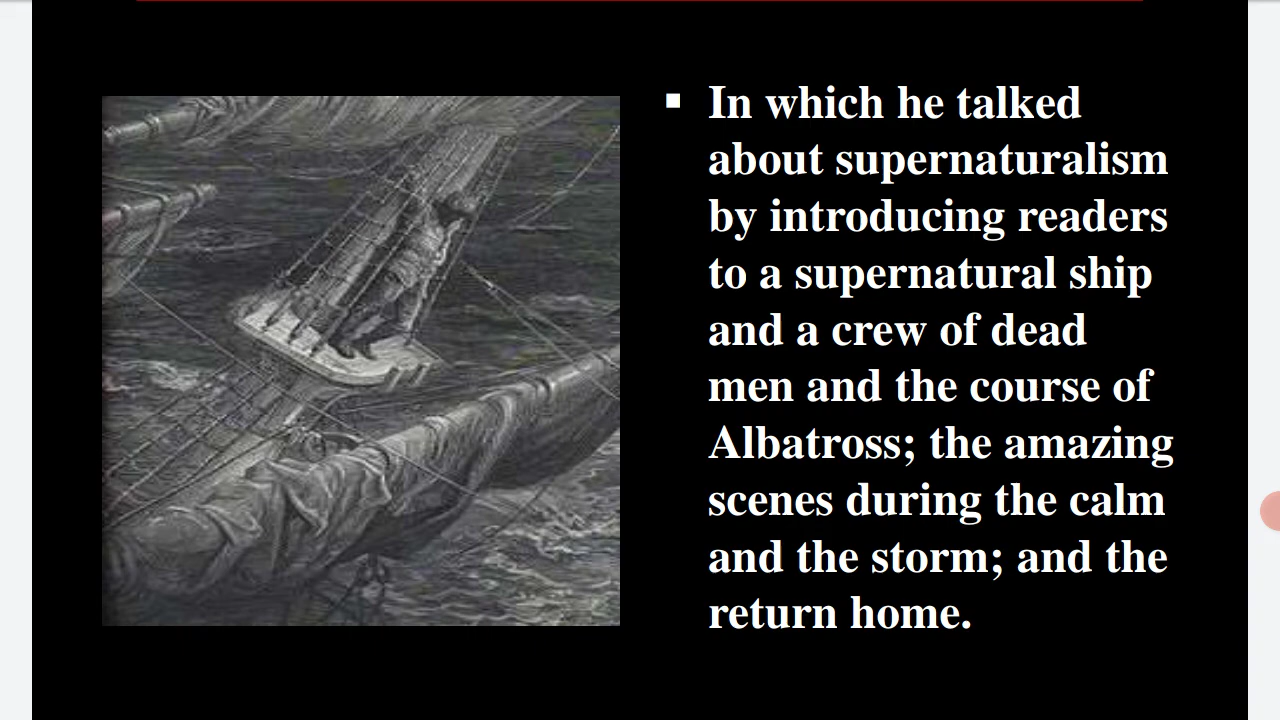 In which he talked
about supernaturalism
by introducing readers
to a supernatural ship
and a crew of dead
men and the course of
Albatross; the amazing
scenes during the calm
and the storm; and the
return home.